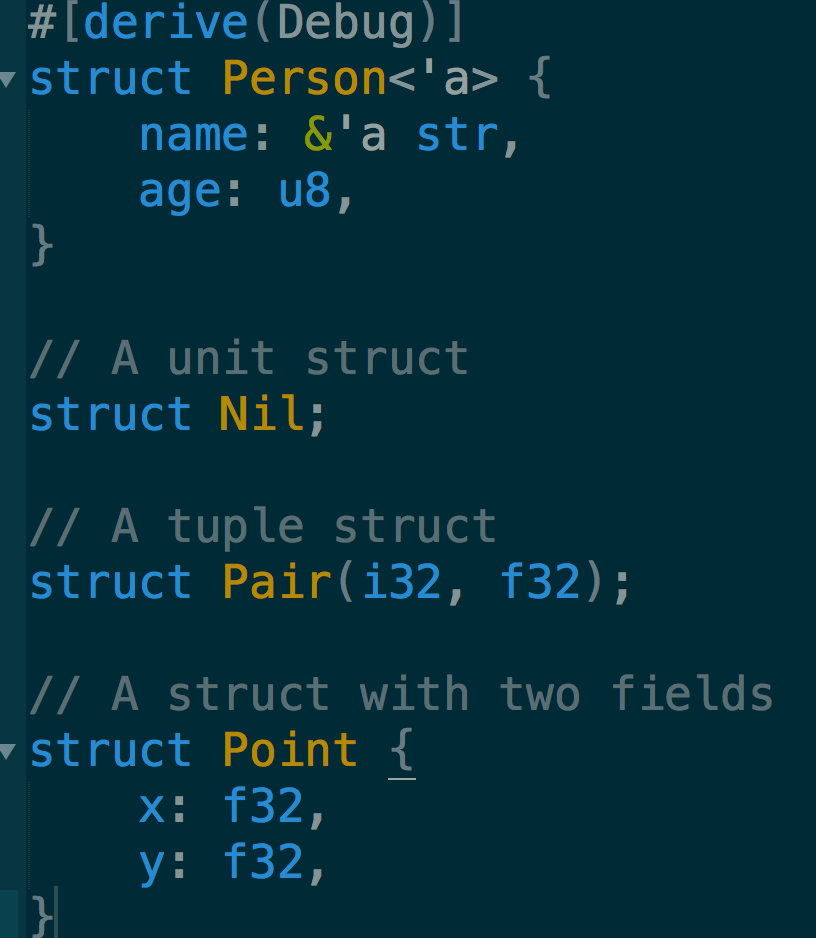 #[derive(Debug)]
struct Person<'a> {
    name: &'a str,
    age: u8,
}

// A unit struct
struct Nil;

// A tuple struct
struct Pair(i32, f32);

// A struct with two fields
struct Point {
    x: f32,
    y: f32,
}